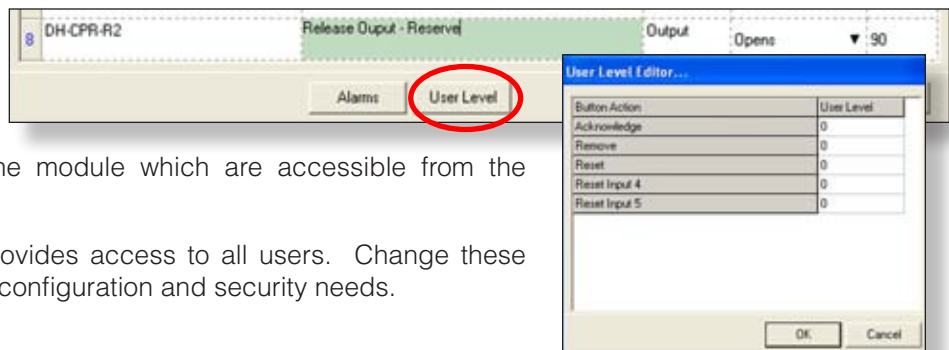 8 DH-CPR-R2 Release Ouput - Reserve Output Opens ▼ 90
Alarms User Level
User Level Editor...
Button Action User Level
Acknowledge 0
Remove 0
Reset 0
Reset Input 4 0
Reset Input 5 0
OK Cancel
module which are accessible from the
provides access to all users. Change these
configuration and security needs.